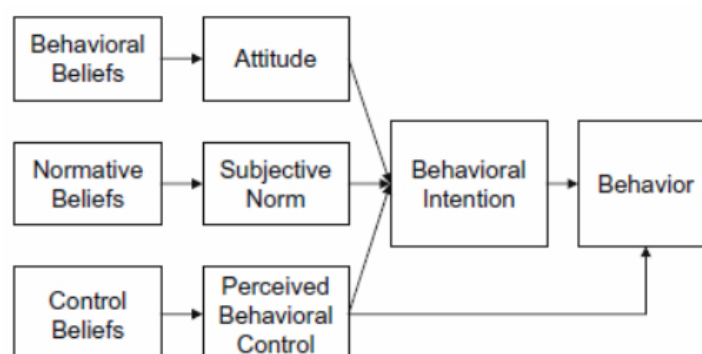 Behavioral
Beliefs
Attitude
Normative
Beliefs
Subjective
Norm
Behavioral
Intention
Behavior
Control
Beliefs
Perceived
Behavioral
Control